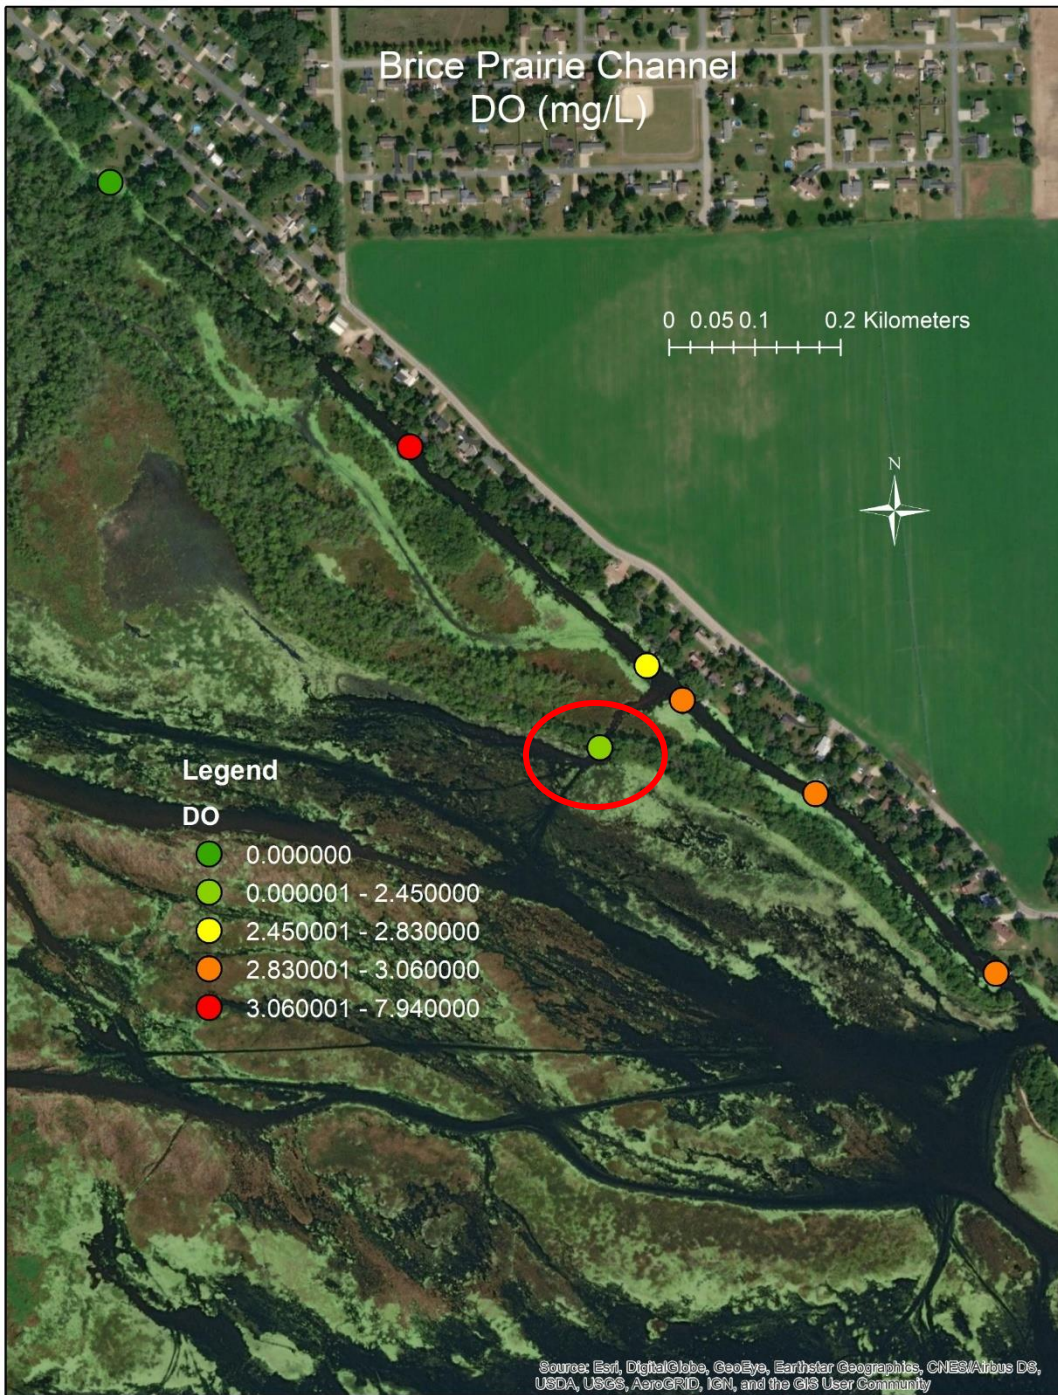 Brice Prairie Channel
DO (mg/L)
0 0.05 0.1 0.2 Kilometers
N
Legend
DO
0.000000
0.000001 - 2.450000
2.450001 - 2.830000
2.830001 - 3.060000
3.060001 - 7.940000
Source: Esri, DigitalGlobe, GeoEye, Earthstar Geographics, CNES/Airbus DS,
USDA, USGS, AeroGRID, IGN, and the GIS User Community